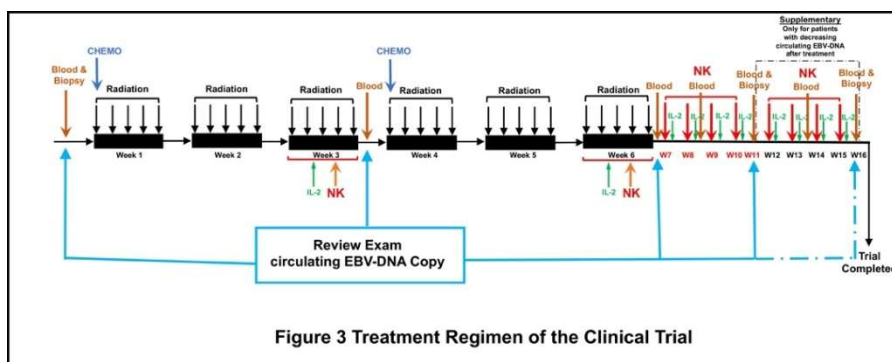 Supplementary
Only for patients
with decreasing
circulating EBV-DNA
after treatment
CHEMO
CHEMO
Blood &
Biopsy
Radiation
Radiation
Radiation
Blood
Radiation
Radiation
Radiation
Blood
NK
Blood
Blood &
Biopsy
NK
Blood
Blood &
Biopsy
IL-2
IL-2
IL-2
IL-2
IL-2
IL-2
IL-2
IL-2
Week 1
Week 2
Week 3
Week 4
Week 5
Week 6
W7
W8
W9
W10
W11
W12
W13
W14
W15
W16
IL-2
NK
IL-2
NK
Review Exam
circulating EBV-DNA Copy
Trial
Completed
Figure 3 Treatment Regimen of the Clinical Trial